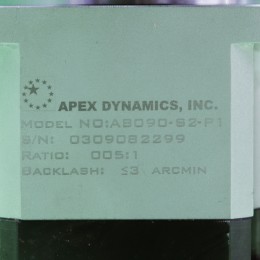 APEX DYNAMICS, INC.
MODEL NO:AB090-S2-P1
S/N: 0309082299
RATIO: 005:1
BACKLASH: ≤3 ARCMIN